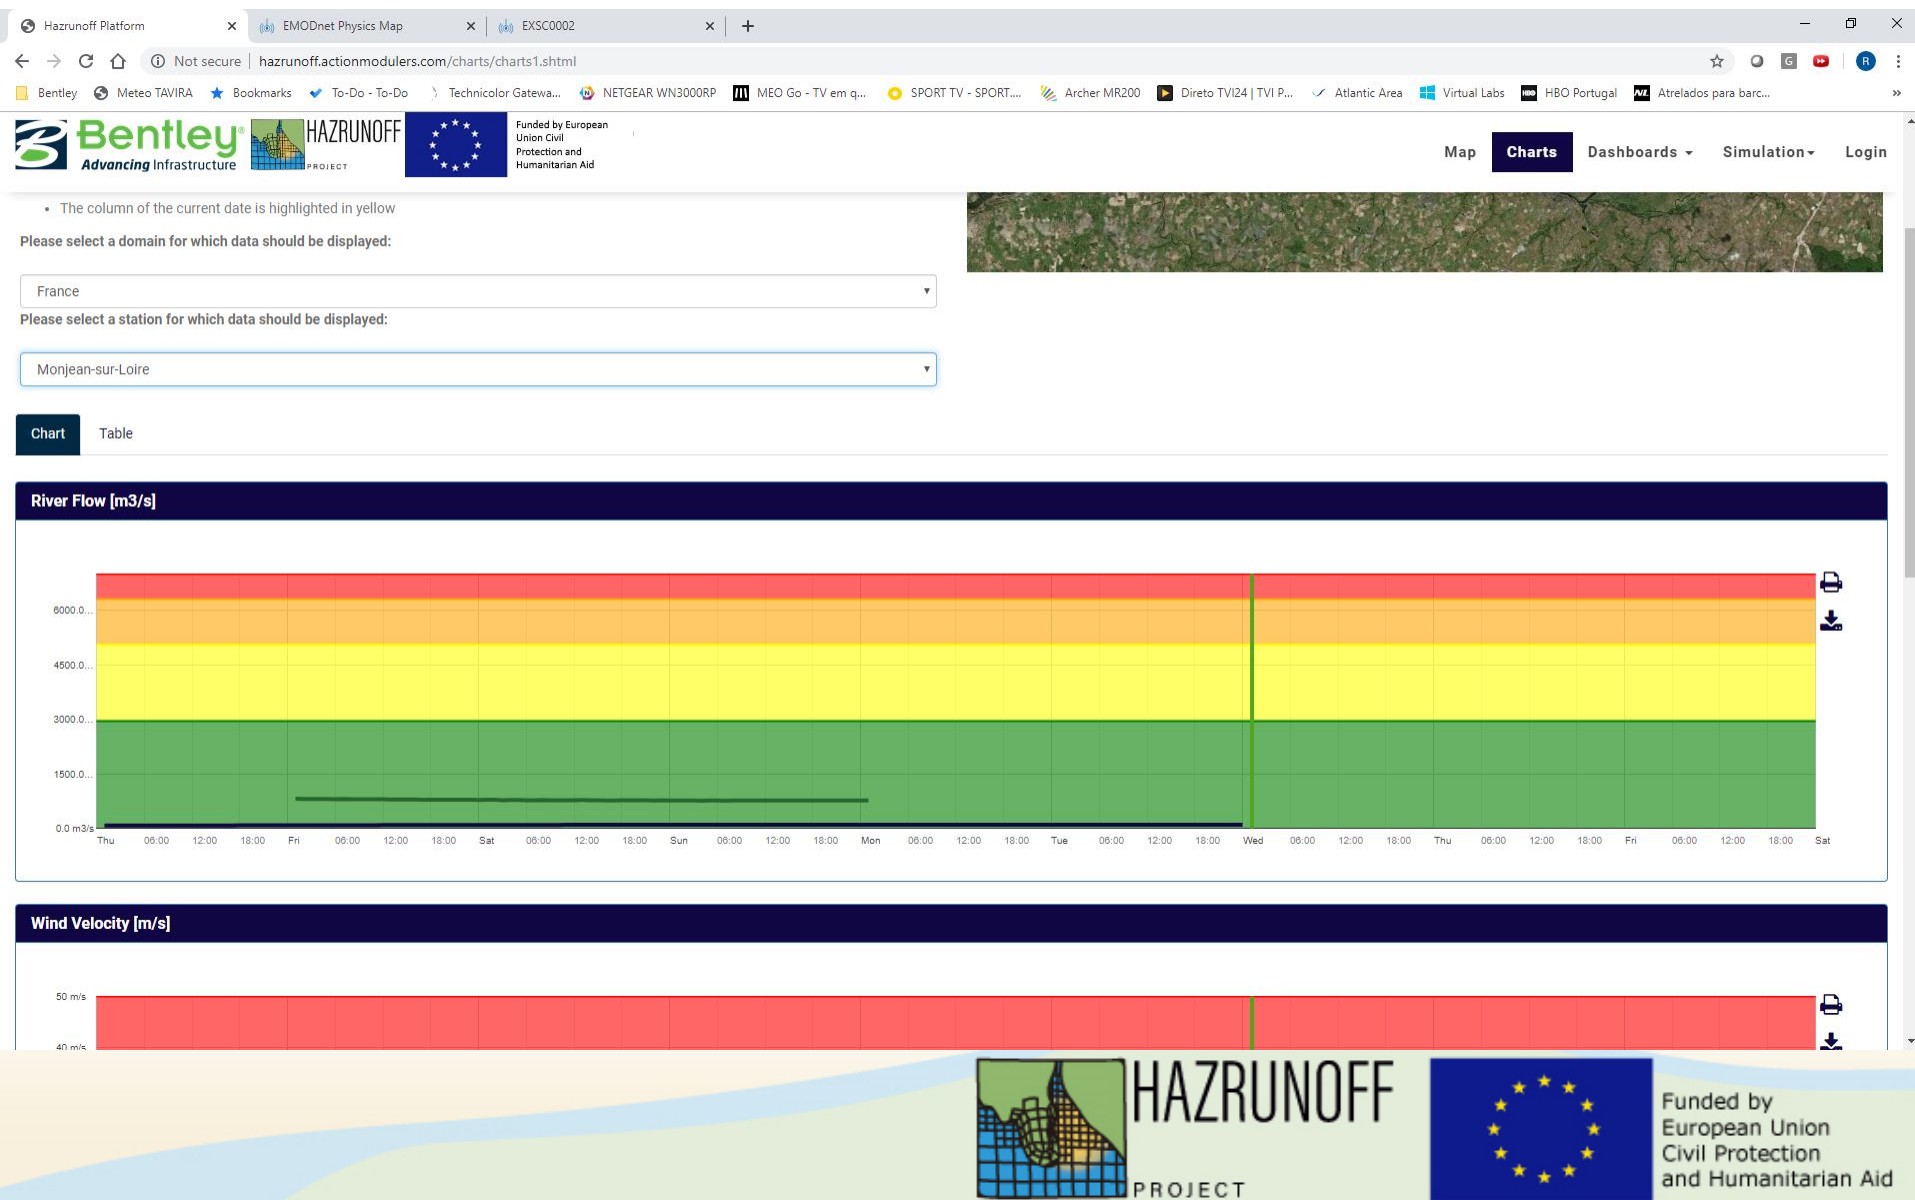 Hazrunoff Platform
EMODnet Physics Map
EXSC0002
Not secure | hazrunoff.actionmodulers.com/charts/charts1.shtml
Bentley Meteo TAVIRA Bookmarks To-Do - To-Do Technicolor Gatewa... NETGEAR WN3000RP MEO Go - TV em q... SPORT TV - SPORT.... Archer MR200 Direto TVI24 | TVI P... Atlantic Area Virtual Labs HBO Portugal Atrelados para barc...
Bentley
Advancing Infrastructure
HAZRUNOFF
PROJECT
Funded by European
Union Civil
Protection and
Humanitarian Aid
Map Charts Dashboards Simulation Login
• The column of the current date is highlighted in yellow
Please select a domain for which data should be displayed:
France
Please select a station for which data should be displayed:
Monjean-sur-Loire
Chart Table
River Flow [m3/s]
6000.0...
4500.0...
3000.0...
1500.0...
0.0 m3/s
Thu 06:00 12:00 18:00 Fri 06:00 12:00 18:00 Sat 06:00 12:00 18:00 Sun 06:00 12:00 18:00 Mon 06:00 12:00 18:00 Tue 06:00 12:00 18:00 Wed 06:00 12:00 18:00 Thu 06:00 12:00 18:00 Fri 06:00 12:00 18:00 Sat
Wind Velocity [m/s]
50 m/s
40 m/s
HAZRUNOFF
PROJECT
Funded by
European Union
Civil Protection
and Humanitarian Aid